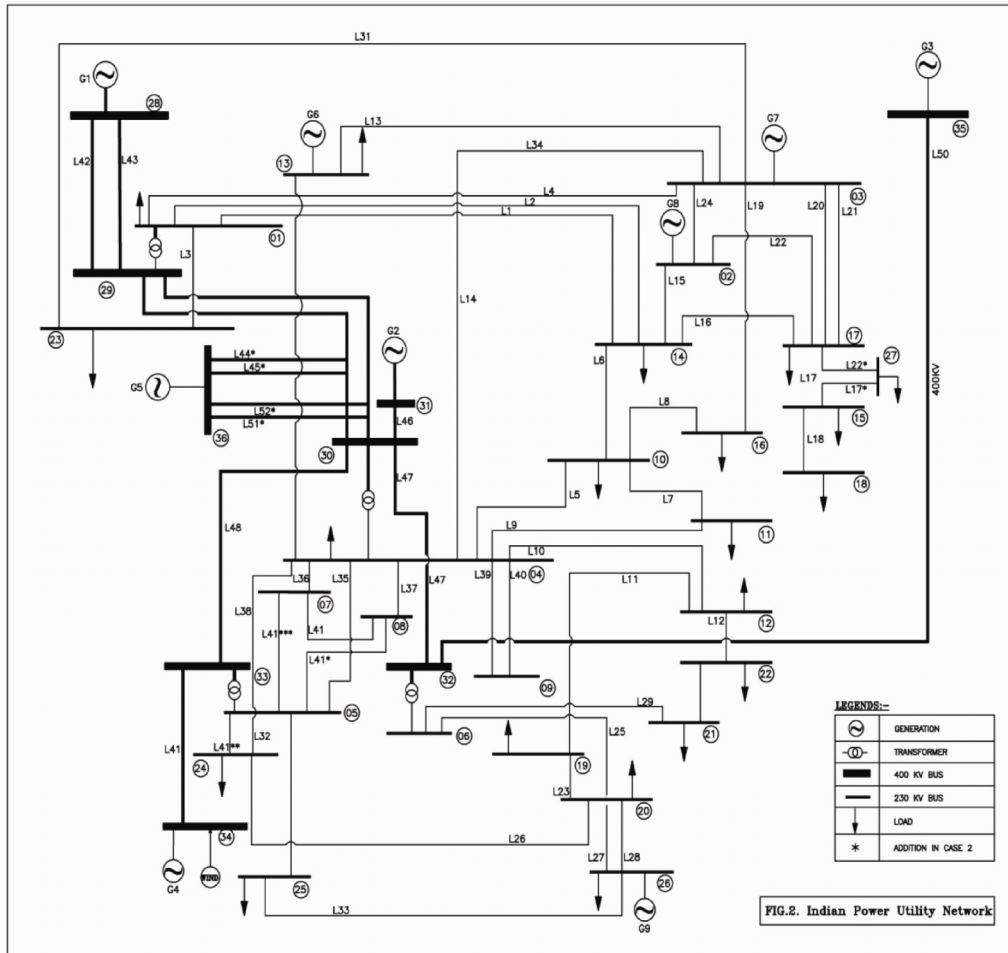 L31
G3
G1
28
35
G6
L13
G7
L42
L43
L34
L50
13
L4
03
L2
G8
L24
L19
L20
L21
L1
01
L3
L22
02
L15
29
L14
L16
23
G2
14
17
27
L44*
L6
L22*
L45*
L17
L17*
G5
31
L8
15
400KV
L52*
L46
L51*
16
L18
36
30
10
18
L47
L5
L7
L48
L9
11
L10
L36
L35
L39
L40
04
L37
L47
L11
L38
07
12
L41***
L41
08
L12
L41*
33
32
22
09
LEGENDS:-
L29
05
GENERATION
L32
06
21
L25
L41
L41**
TRANSFORMER
24
19
400 KV BUS
L23
20
230 KV BUS
34
L26
LOAD
L27
L28
* ADDITION IN CASE 2
G4
WIND
25
26
L33
G9
FIG.2. Indian Power Utility Network